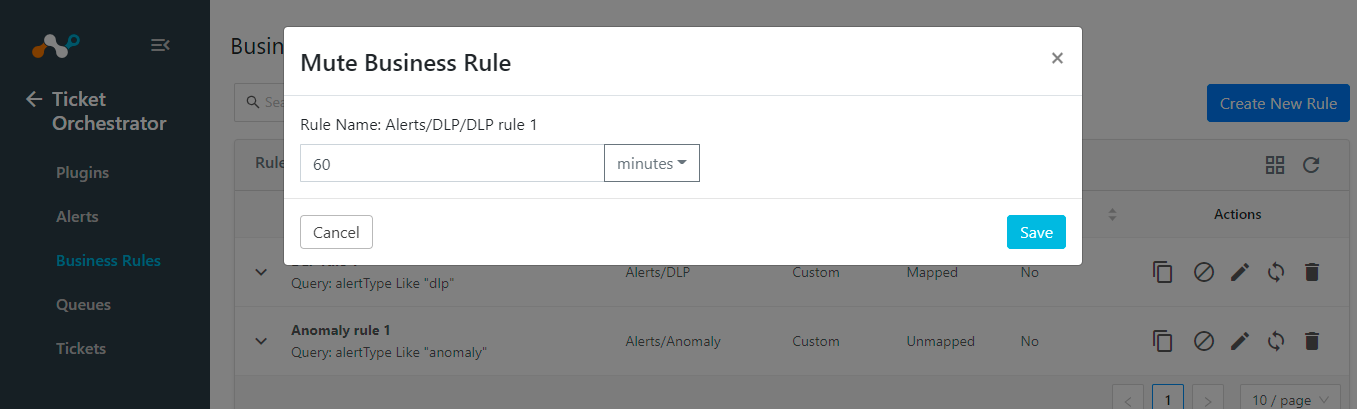 Ticket
Orchestrator
Plugins
Alerts
Business Rules
Queues
Tickets
Busin
Mute Business Rule
×
Rule Name: Alerts/DLP/DLP rule 1
60 minutes
Cancel Save
Sea
Create New Rule
Rule
Actions
Query: alertType Like "dlp" Alerts/DLP Custom Mapped No
Anomaly rule 1
Query: alertType Like "anomaly" Alerts/Anomaly Custom Unmapped No
< 1 > 10 / page